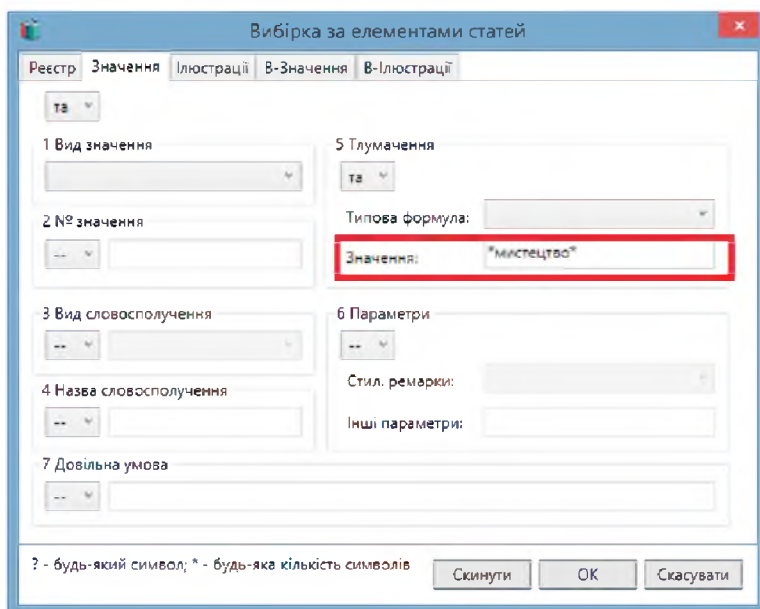 Вибірка за елементами статей
Реєстр Значення Ілюстрації В-Значення В-Ілюстрації
та
1 Вид значення
5 Тлумачення
та
2 № значення
Типова формула:
--
Значення: *мистецтво*
3 Вид словосполучення
6 Параметри
--
--
Стил. ремарки:
4 Назва словосполучення
--
Інші параметри:
7 Довільна умова
--
? - будь-який символ; * - будь-яка кількість символів
Скинути ОК Скасувати